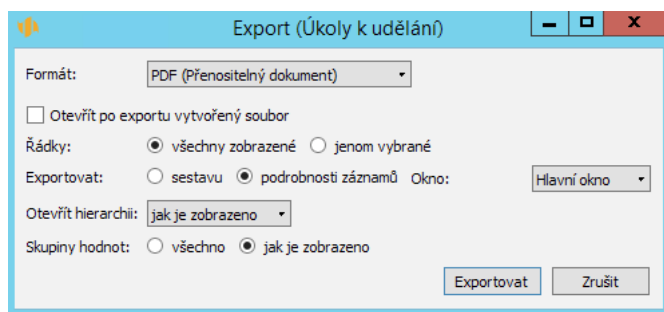 Export (Úkoly k udělání)
Formát: PDF (Přenositelný dokument)
Otevřít po exportu vytvořený soubor
Řádky: všechny zobrazené jenom vybrané
Exportovat: sestavu podrobnosti záznamů Okno: Hlavní okno
Otevřít hierarchii: jak je zobrazeno
Skupiny hodnot: všechno jak je zobrazeno
Exportovat Zrušit